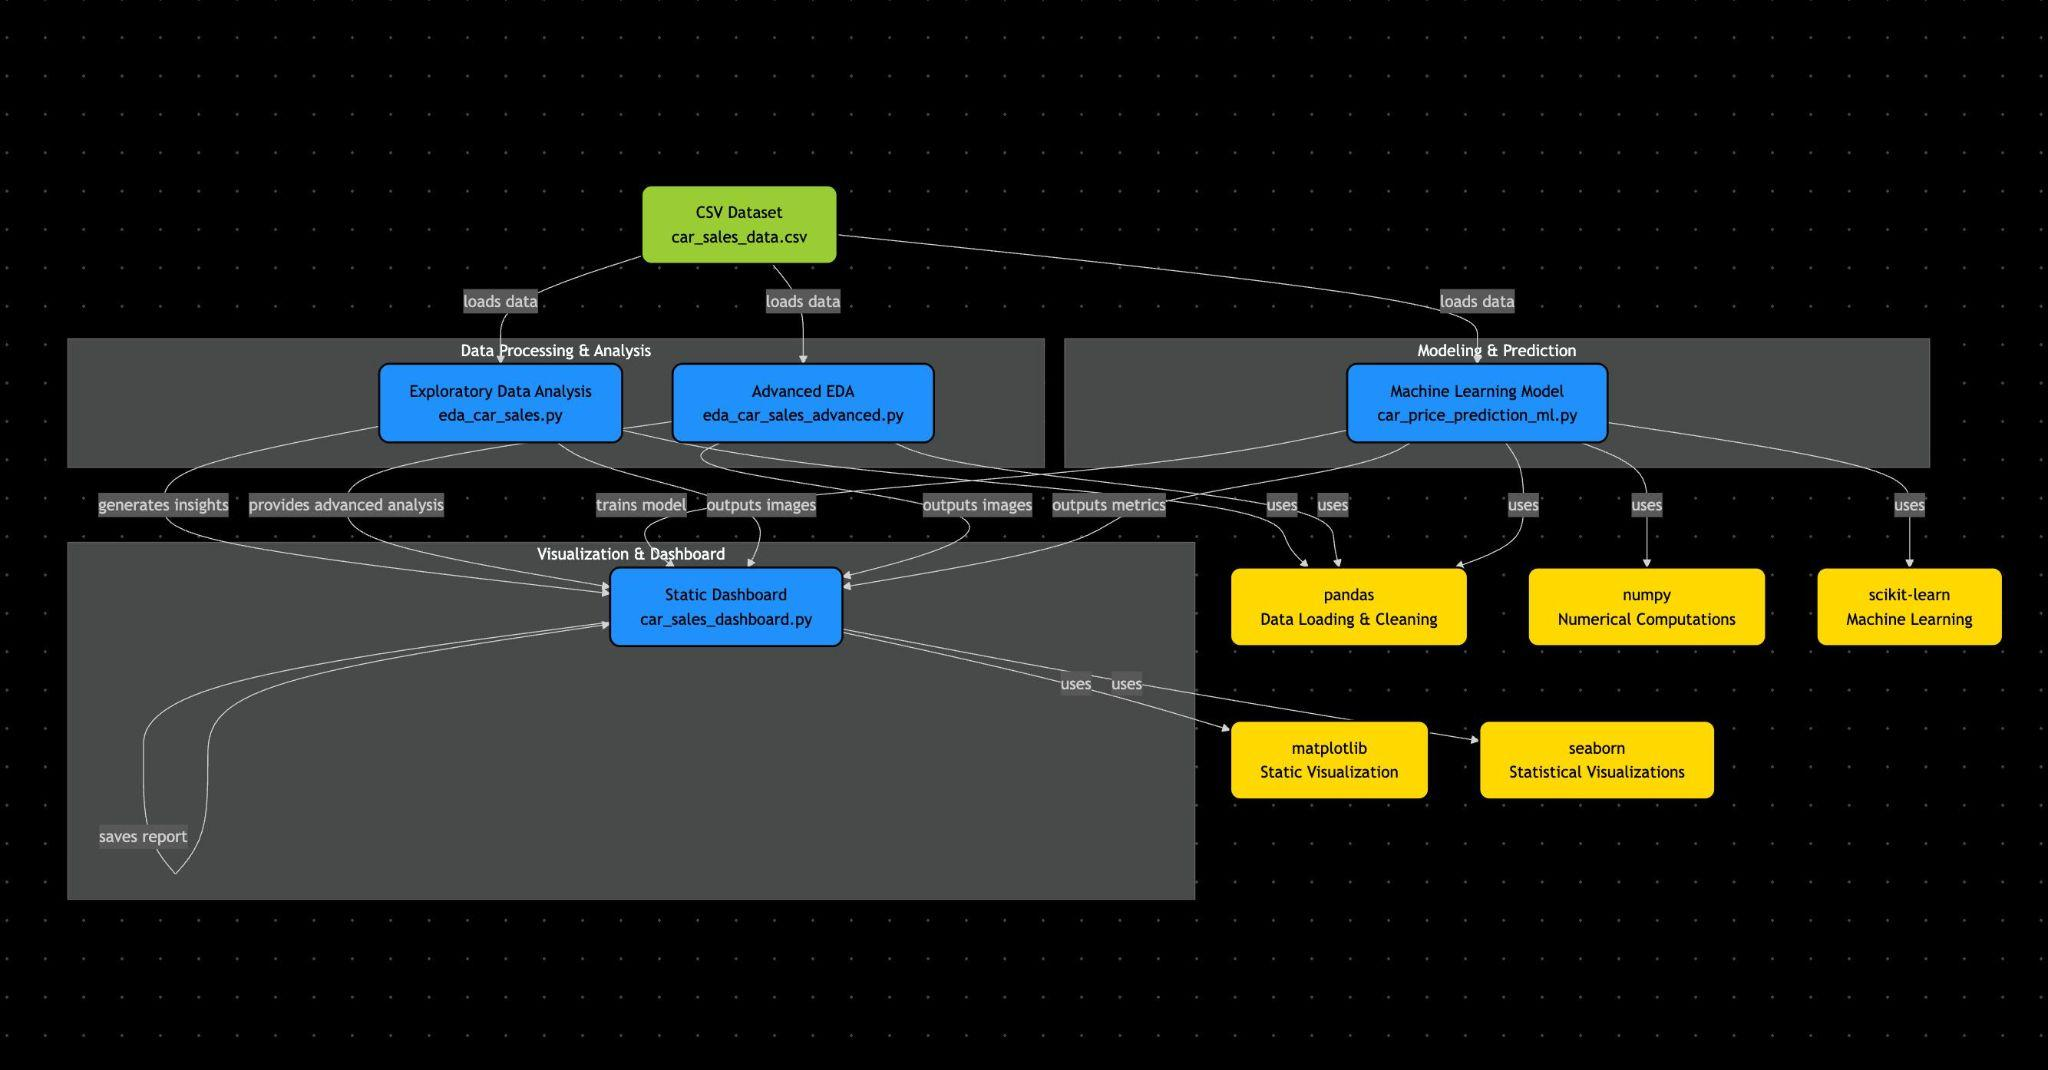 CSV Dataset
car_sales_data.csv
loads data
loads data
loads data
Data Processing & Analysis
Modeling & Prediction
Exploratory Data Analysis
eda_car_sales.py
Advanced EDA
eda_car_sales_advanced.py
Machine Learning Model
car_price_prediction_ml.py
generates insights
provides advanced analysis
trains model
outputs images
outputs images
outputs metrics
uses
uses
uses
uses
uses
Visualization & Dashboard
Static Dashboard
car_sales_dashboard.py
pandas
Data Loading & Cleaning
numpy
Numerical Computations
scikit-learn
Machine Learning
uses
uses
matplotlib
Static Visualization
seaborn
Statistical Visualizations
saves report